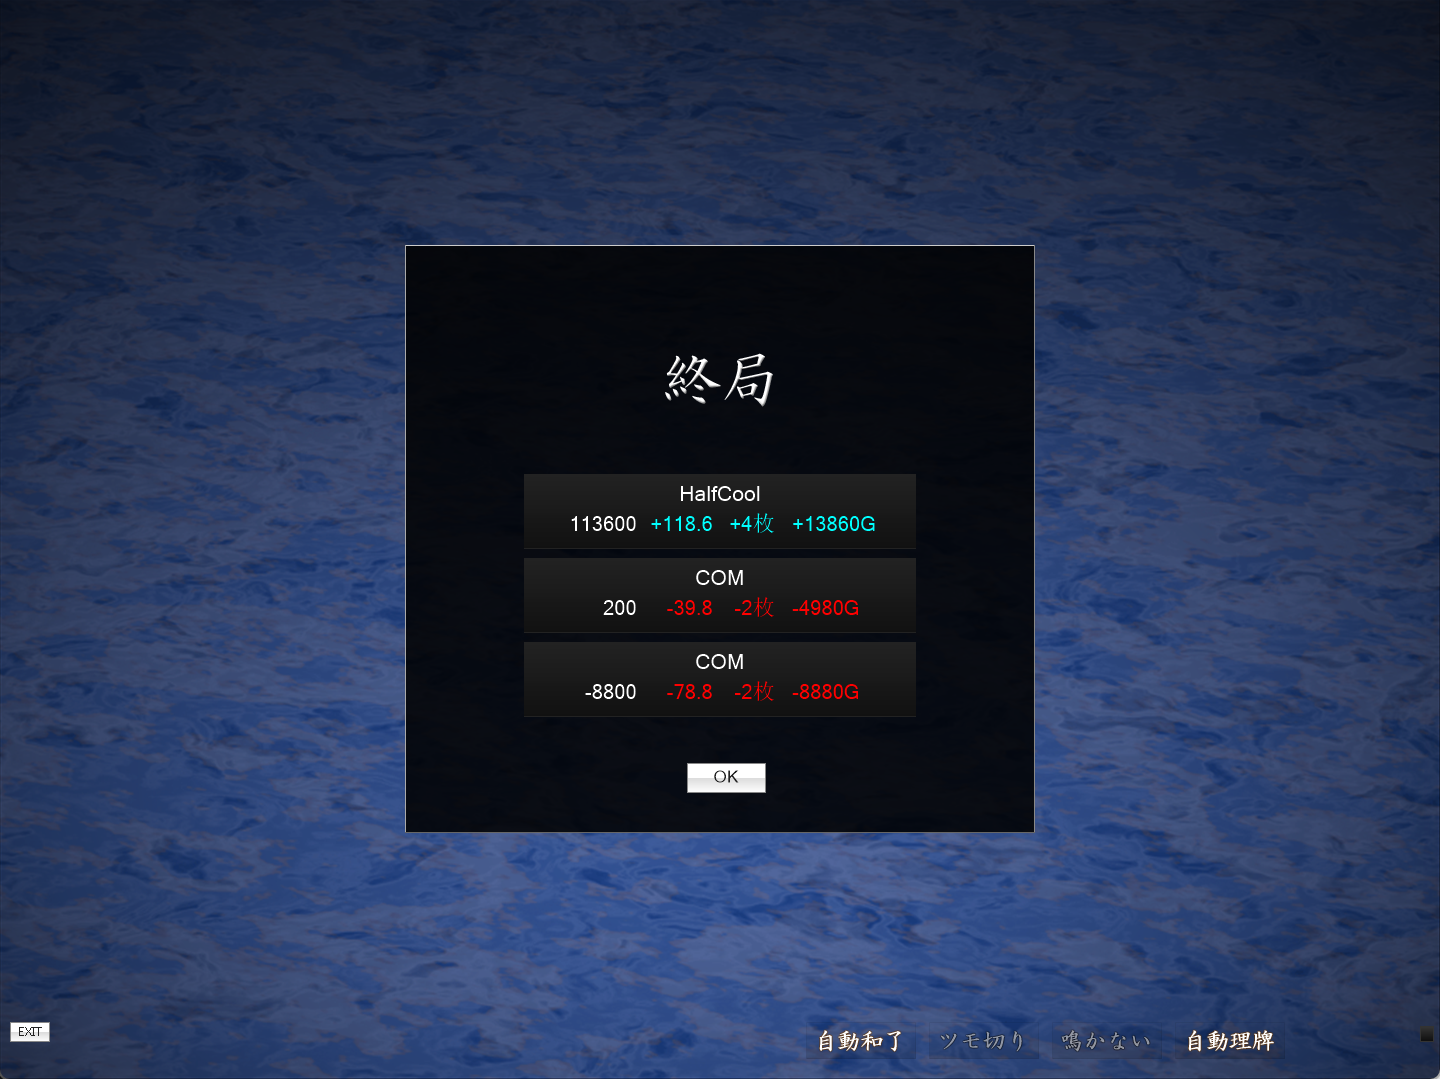 終局
HalfCool
113600 +118.6 +4枚 +13860G
COM
200 -39.8 -2枚 -4980G
COM
-8800 -78.8 -2枚 -8880G
OK
EXIT
自動和了 ツモ切り 鳴かない 自動理牌